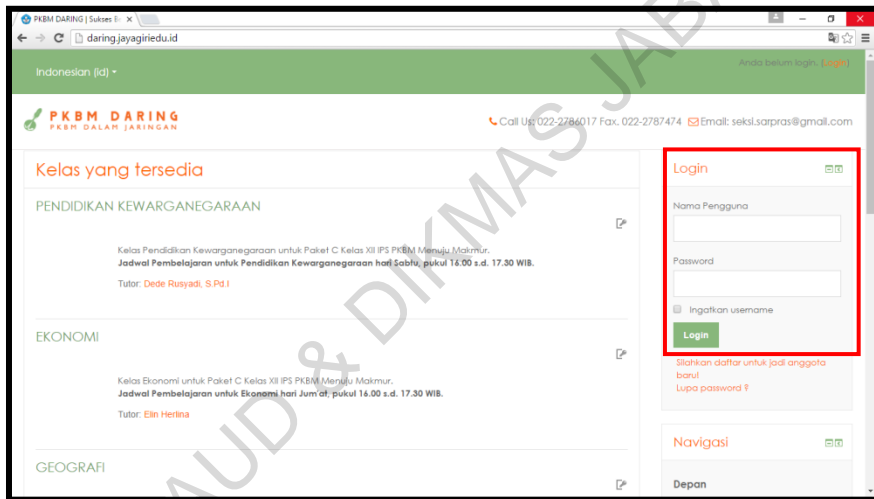 PKBM DARING | Sukses Be
daring.jayagiriedu.id
Indonesian (id)
Anda belum login. (Login)
PKBM DARING
PKBM DALAM JARINGAN
Call Us: 022-2786017 Fax. 022-2787474 Email: seksi.sarpras@gmail.com
Kelas yang tersedia
PENDIDIKAN KEWARGANEGARAAN
Kelas Pendidikan Kewarganegaraan untuk Paket C Kelas XII IPS PKBM Menuju Makmur.
Jadwal Pembelajaran untuk Pendidikan Kewarganegaraan hari Sabtu, pukul 16.00 s.d. 17.30 WIB.
Tutor: Dede Rusyadi, S.Pd.I
EKONOMI
Kelas Ekonomi untuk Paket C Kelas XII IPS PKBM Menuju Makmur.
Jadwal Pembelajaran untuk Ekonomi hari Jum'at, pukul 16.00 s.d. 17.30 WIB.
Tutor: Elin Herlina
GEOGRAFI
Login
Nama Pengguna
Password
Ingatkan username
Login
Silahkan daftar untuk jadi anggota
baru!
Lupa password ?
Navigasi
Depan
AUD & DIKMAS JABA